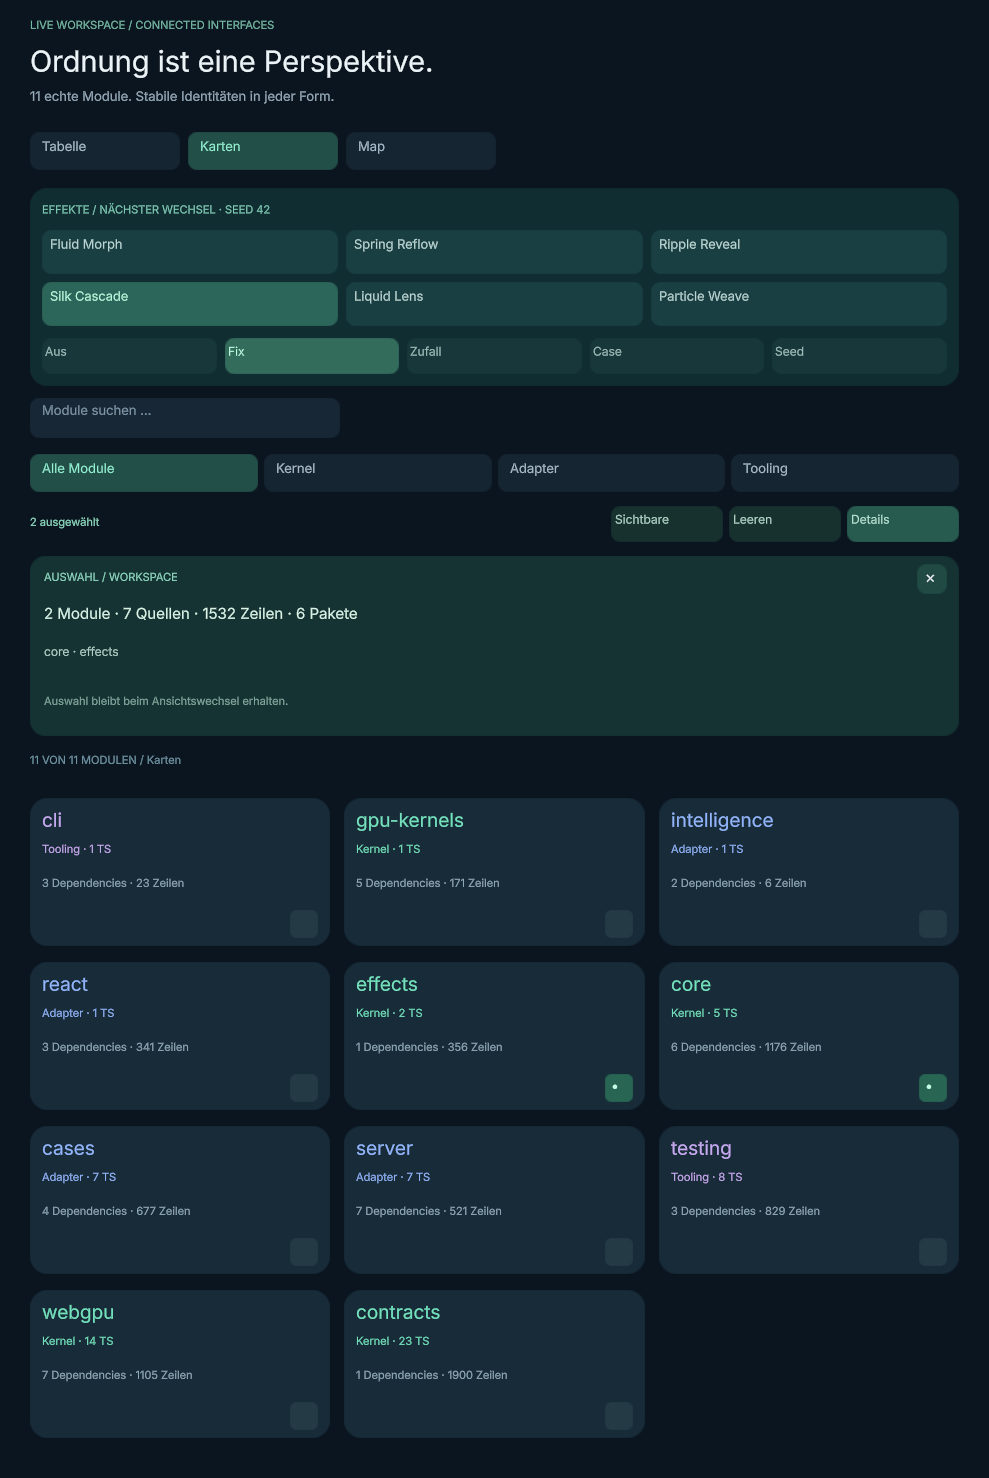 LIVE WORKSPACE / CONNECTED INTERFACES
Ordnung ist eine Perspektive.
11 echte Module. Stabile Identitäten in jeder Form.
Tabelle
Karten
Map
EFFEKTE / NÄCHSTER WECHSEL · SEED 42
Fluid Morph
Spring Reflow
Ripple Reveal
Silk Cascade
Liquid Lens
Particle Weave
Aus
Fix
Zufall
Case
Seed
Module suchen ...
Alle Module
Kernel
Adapter
Tooling
2 ausgewählt
Sichtbare
Leeren
Details
AUSWAHL / WORKSPACE
×
2 Module · 7 Quellen · 1532 Zeilen · 6 Pakete
core · effects
Auswahl bleibt beim Ansichtswechsel erhalten.
11 VON 11 MODULEN / Karten
cli
Tooling · 1 TS
3 Dependencies · 23 Zeilen
gpu-kernels
Kernel · 1 TS
5 Dependencies · 171 Zeilen
intelligence
Adapter · 1 TS
2 Dependencies · 6 Zeilen
react
Adapter · 1 TS
3 Dependencies · 341 Zeilen
effects
Kernel · 2 TS
1 Dependencies · 356 Zeilen
core
Kernel · 5 TS
6 Dependencies · 1176 Zeilen
cases
Adapter · 7 TS
4 Dependencies · 677 Zeilen
server
Adapter · 7 TS
7 Dependencies · 521 Zeilen
testing
Tooling · 8 TS
3 Dependencies · 829 Zeilen
webgpu
Kernel · 14 TS
7 Dependencies · 1105 Zeilen
contracts
Kernel · 23 TS
1 Dependencies · 1900 Zeilen